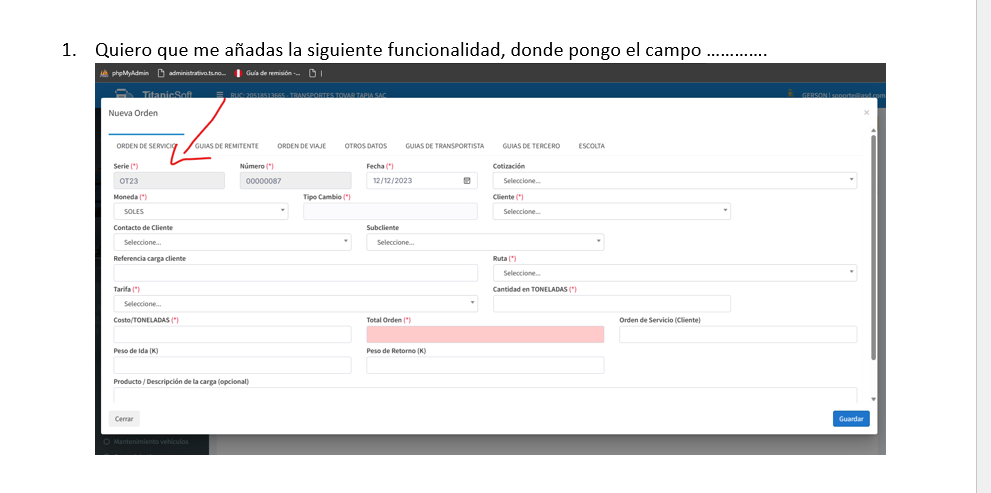 1. Quiero que me añadas la siguiente funcionalidad, donde pongo el campo .............
phpMyAdmin administrativo.ts.no... Guía de remisión -... |
TitanicSoft RUC: 20518513665 - TRANSPORTES TOVAR TAPIA SAC GERSON | soporte@asd.com
Nueva Orden ×
ORDEN DE SERVICIO GUIAS DE REMITENTE ORDEN DE VIAJE OTROS DATOS GUIAS DE TRANSPORTISTA GUIAS DE TERCERO ESCOLTA
Serie (*) Número (*) Fecha (*) Cotización
OT23 00000087 12/12/2023 Seleccione...
Moneda (*) Tipo Cambio (*) Cliente (*)
SOLES Seleccione...
Contacto de Cliente Subcliente
Seleccione... Seleccione...
Referencia carga cliente Ruta (*)
Seleccione...
Tarifa (*) Cantidad en TONELADAS (*)
Seleccione...
Costo/TONELADAS (*) Total Orden (*) Orden de Servicio (Cliente)
Peso de Ida (K) Peso de Retorno (K)
Producto / Descripción de la carga (opcional)
Cerrar Guardar
Mantenimiento vehículos